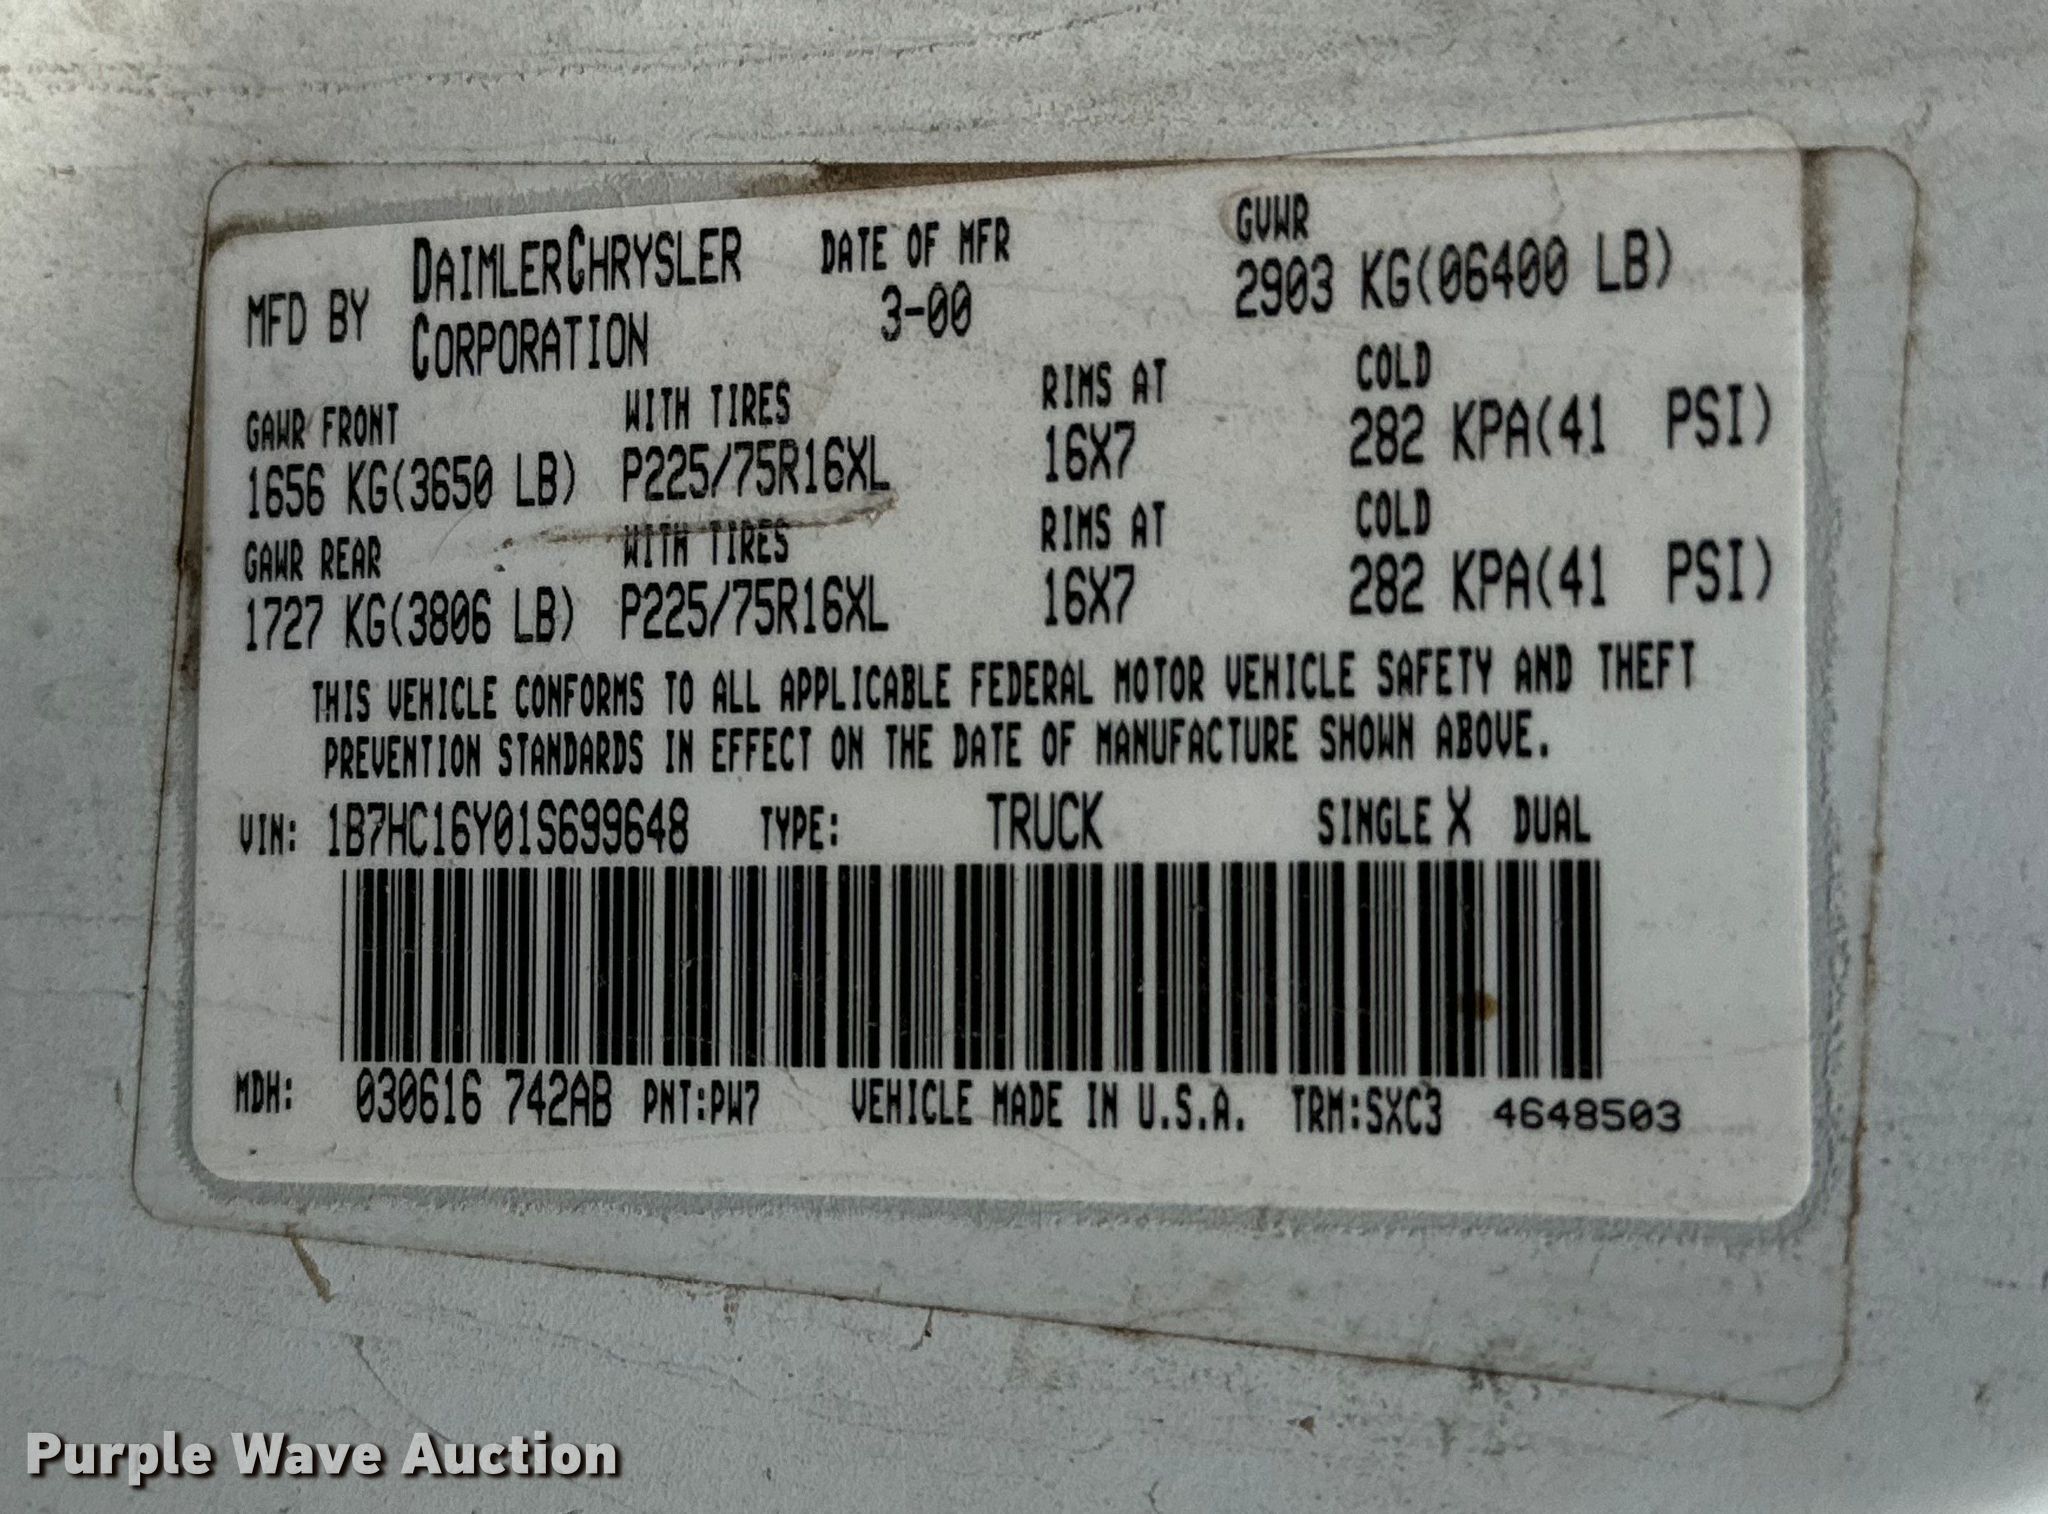 MFD BY DAIMLERCHRYSLER CORPORATION DATE OF MFR 3-00 GVWR 2903 KG(06400 LB)
GAWR FRONT WITH TIRES RIMS AT COLD
1656 KG(3650 LB) P225/75R16XL 16X7 282 KPA(41 PSI)
GAWR REAR WITH TIRES RIMS AT COLD
1727 KG(3806 LB) P225/75R16XL 16X7 282 KPA(41 PSI)
THIS VEHICLE CONFORMS TO ALL APPLICABLE FEDERAL MOTOR VEHICLE SAFETY AND THEFT
PREVENTION STANDARDS IN EFFECT ON THE DATE OF MANUFACTURE SHOWN ABOVE.
VIN: 1B7HC16Y01S699648 TYPE: TRUCK SINGLE X DUAL
MDH: 030616 742AB PNT:PW7 VEHICLE MADE IN U.S.A. TRM:SXC3 4648503
Purple Wave Auction